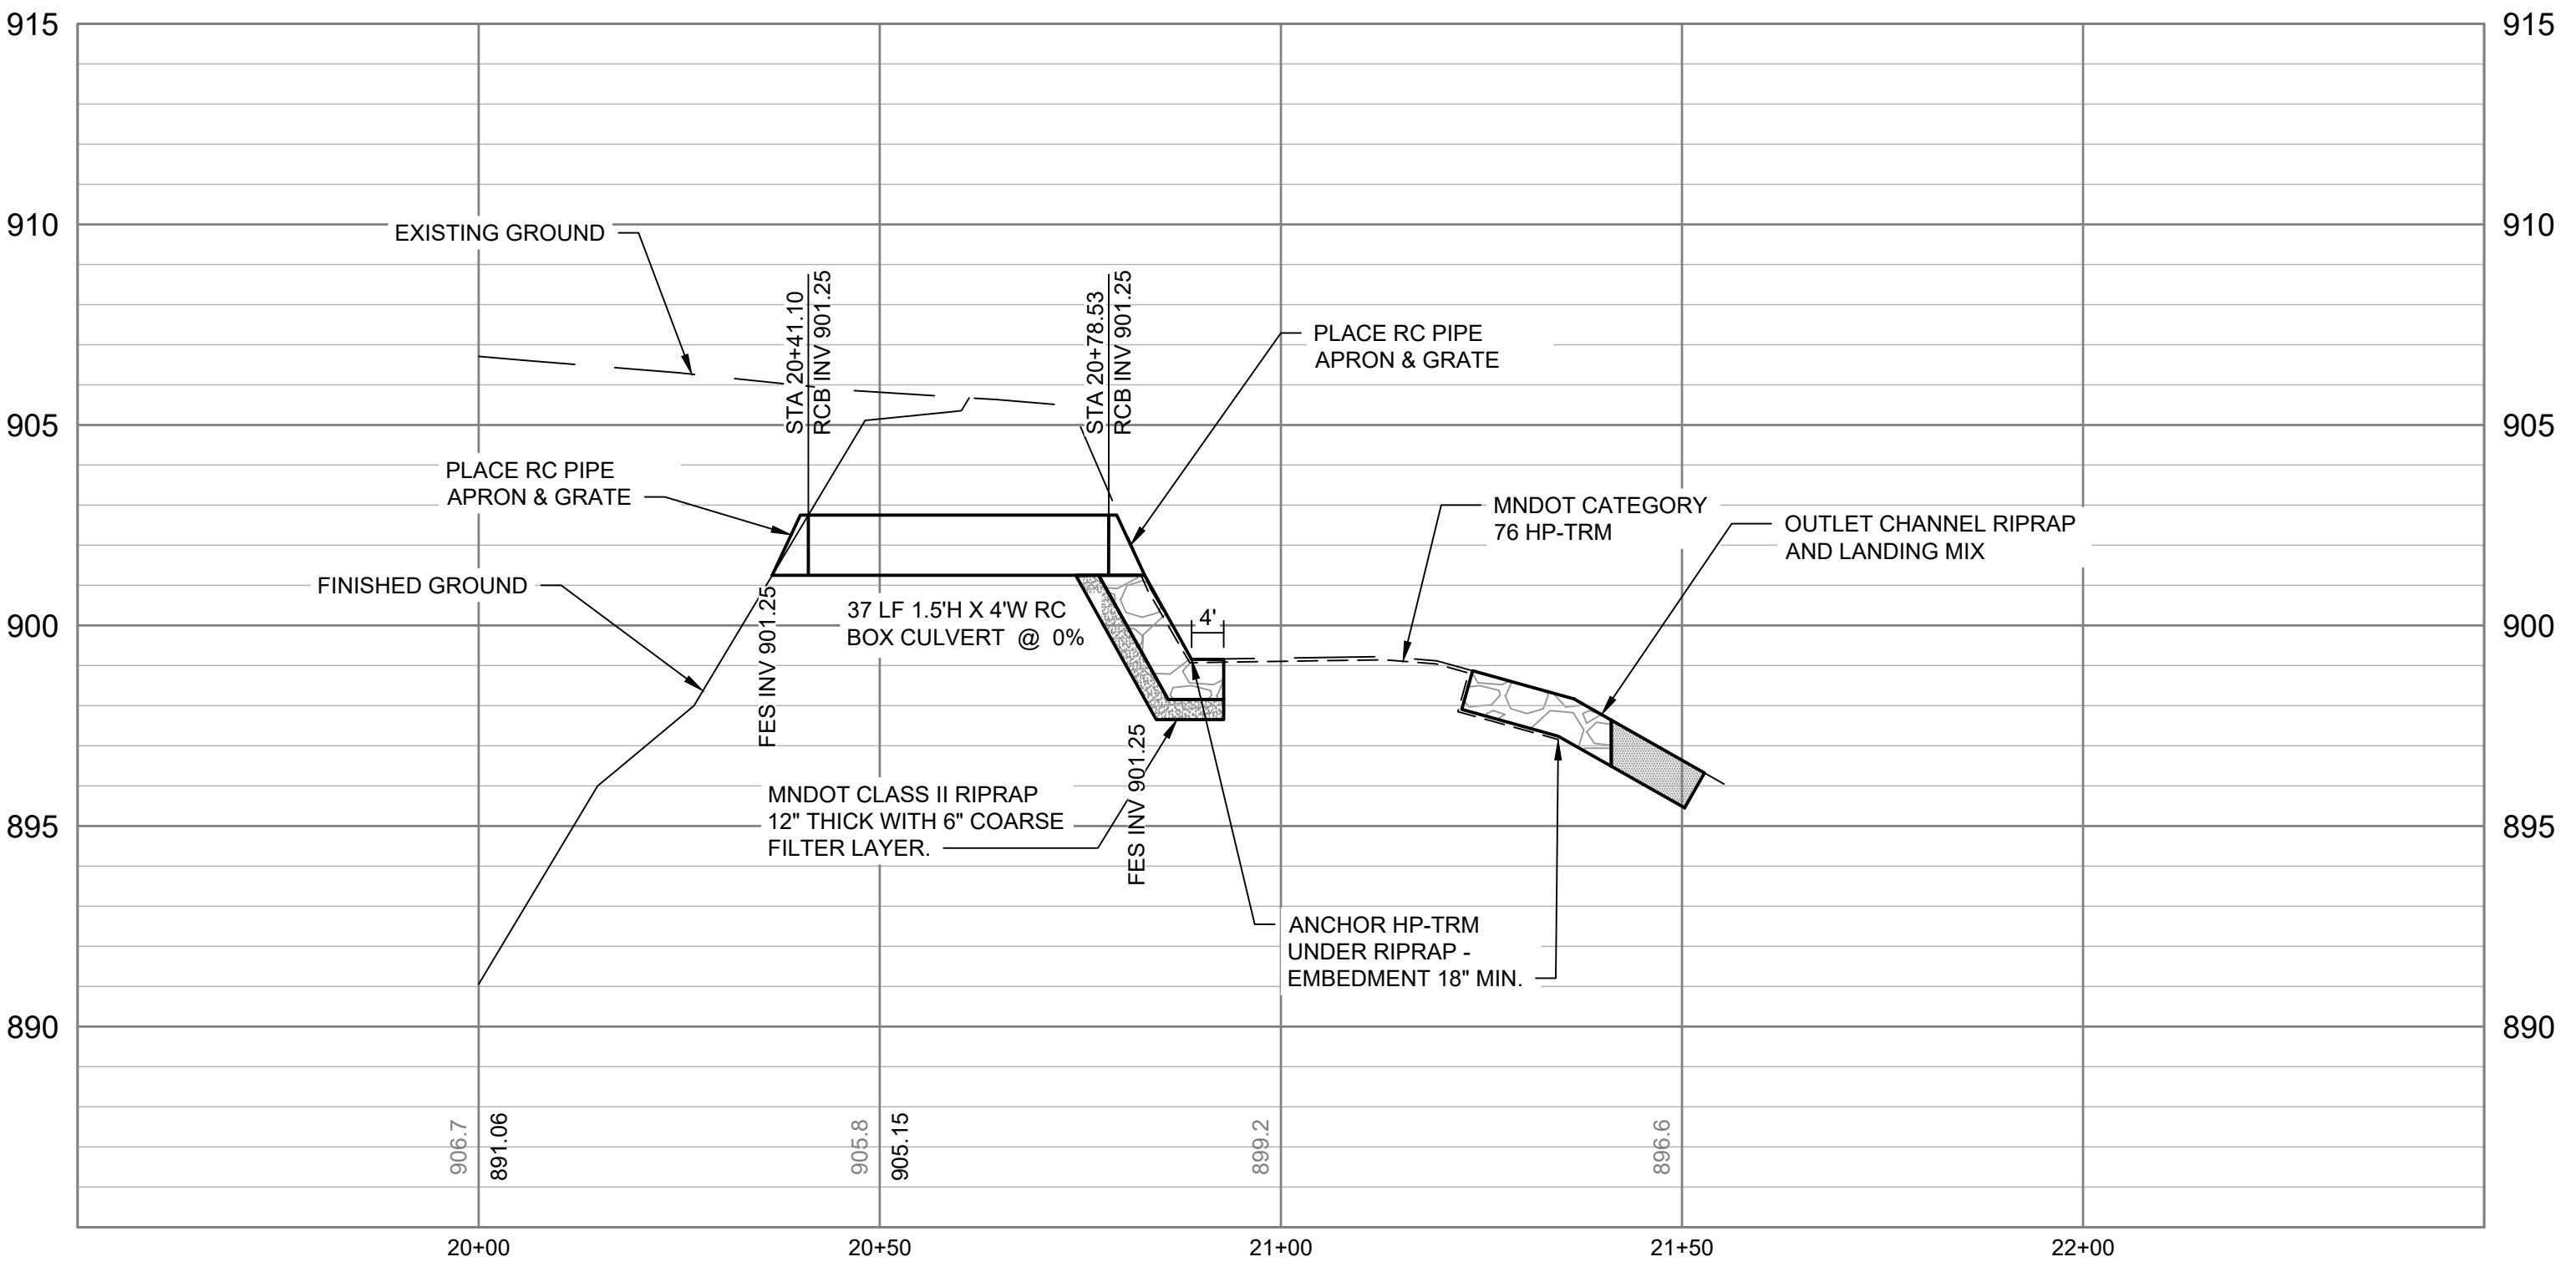 915
915
910
910
EXISTING GROUND
STA 20+41.10
RCB INV 901.25
STA 20+78.53
RCB INV 901.25
PLACE RC PIPE
APRON & GRATE
905
905
PLACE RC PIPE
APRON & GRATE
MNDOT CATEGORY
76 HP-TRM
OUTLET CHANNEL RIPRAP
AND LANDING MIX
FINISHED GROUND
FES INV 901.25
37 LF 1.5'H X 4'W RC
BOX CULVERT @ 0%
4'
900
900
MNDOT CLASS II RIPRAP
12" THICK WITH 6" COARSE
FILTER LAYER.
FES INV 901.25
895
895
ANCHOR HP-TRM
UNDER RIPRAP -
EMBEDMENT 18" MIN.
890
890
906.7
891.06
905.8
905.15
899.2
896.6
20+00
20+50
21+00
21+50
22+00